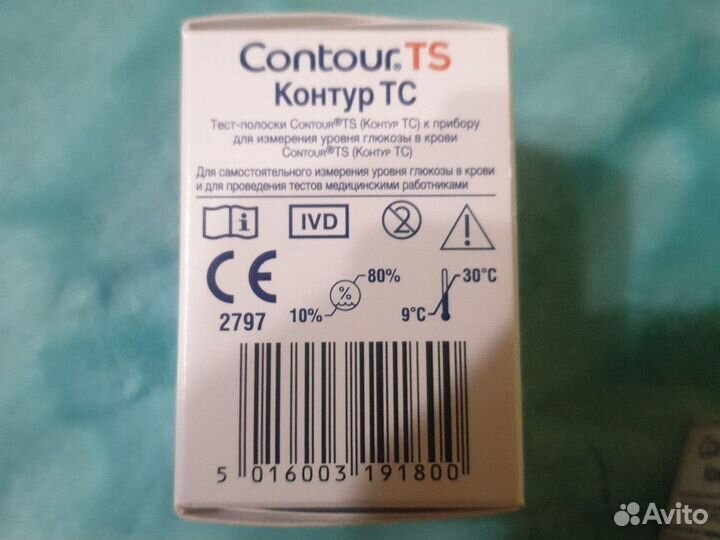 Contour®TS
Контур ТС
Тест-полоски CONTOUR®TS (КОНТУР ТС) к прибору
для измерения уровня глюкозы в крови
CONTOUR®TS (КОНТУР ТС)
Для самостоятельного измерения уровня глюкозы в крови
и для проведения тестов медицинскими работниками
i IVD 2 !
CE 80% 30°C
% 
2797 10% 9°C
5 016003 191800
Avito